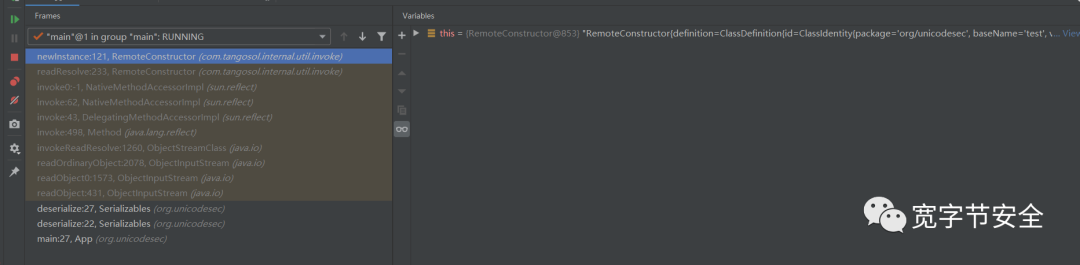 Frames
Variables
"main"@1 in group "main": RUNNING
this = {RemoteConstructor@853} "RemoteConstructor{definition=ClassDefinition{id=ClassIdentity{package='org/unicodesec', baseName='test', v... View
newInstance:121, RemoteConstructor (com.tangosol.internal.util.invoke)
readResolve:233, RemoteConstructor (com.tangosol.internal.util.invoke)
invoke0:-1, NativeMethodAccessorImpl (sun.reflect)
invoke:62, NativeMethodAccessorImpl (sun.reflect)
invoke:43, DelegatingMethodAccessorImpl (sun.reflect)
invoke:498, Method (java.lang.reflect)
invokeReadResolve:1260, ObjectStreamClass (java.io)
readOrdinaryObject:2078, ObjectInputStream (java.io)
readObject0:1573, ObjectInputStream (java.io)
readObject:431, ObjectInputStream (java.io)
deserialize:27, Serializables (org.unicodesec)
deserialize:22, Serializables (org.unicodesec)
main:27, App (org.unicodesec)
宽字节安全